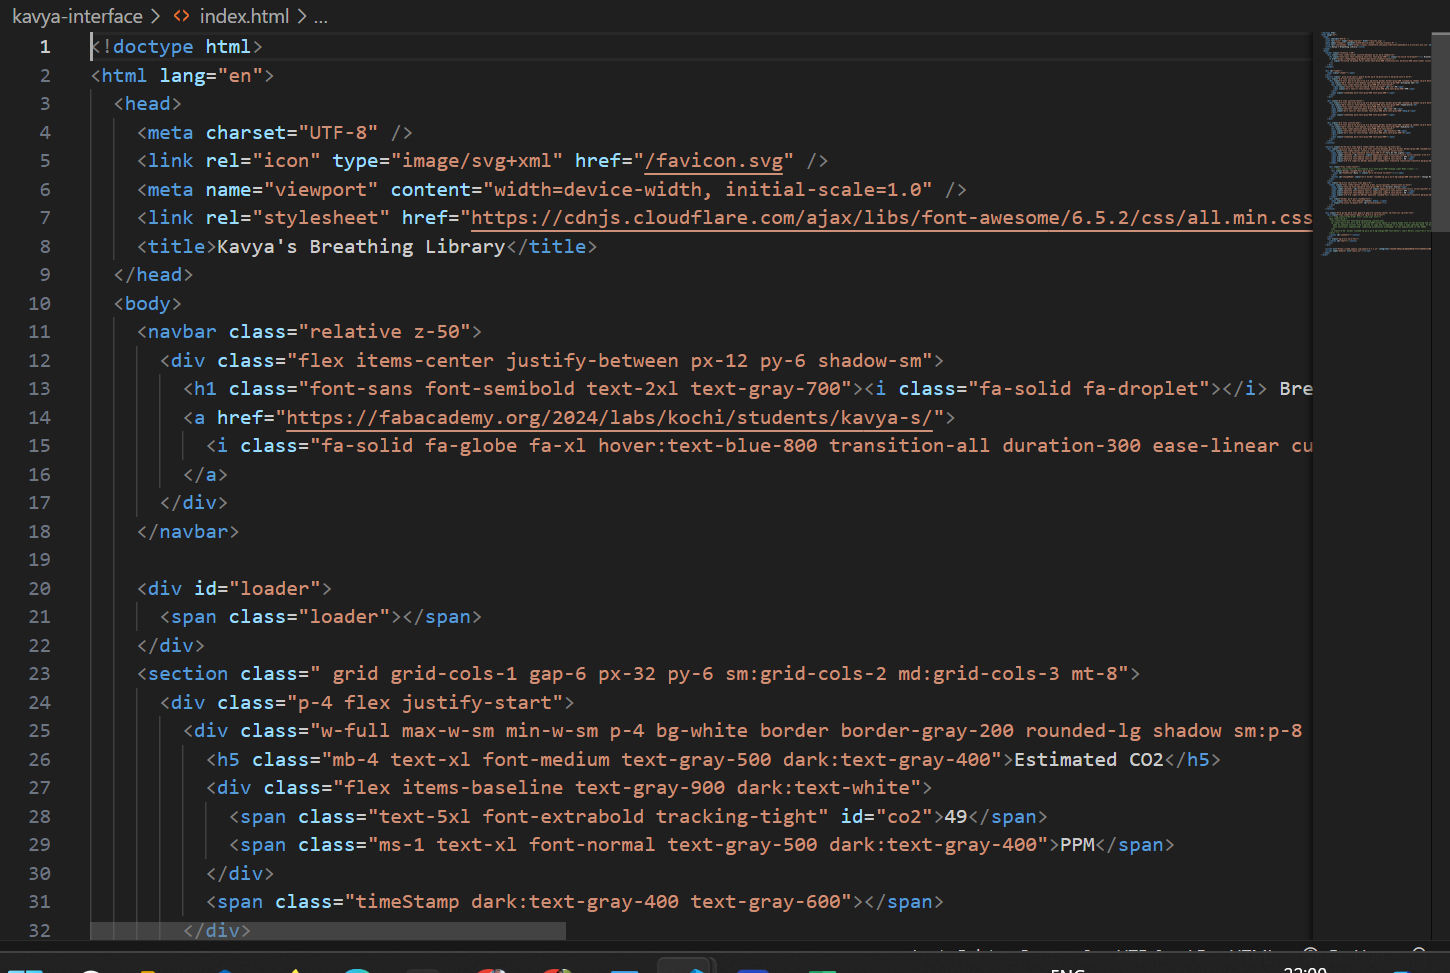 kavya-interface > <> index.html > ...
1 <!doctype html>
2 <html lang="en">
3 <head>
4 <meta charset="UTF-8" />
5 <link rel="icon" type="image/svg+xml" href="/favicon.svg" />
6 <meta name="viewport" content="width=device-width, initial-scale=1.0" />
7 <link rel="stylesheet" href="https://cdnjs.cloudflare.com/ajax/libs/font-awesome/6.5.2/css/all.min.css
8 <title>Kavya's Breathing Library</title>
9 </head>
10 <body>
11 <navbar class="relative z-50">
12 <div class="flex items-center justify-between px-12 py-6 shadow-sm">
13 <h1 class="font-sans font-semibold text-2xl text-gray-700"><i class="fa-solid fa-droplet"></i> Bre
14 <a href="https://fabacademy.org/2024/labs/kochi/students/kavya-s/">
15 <i class="fa-solid fa-globe fa-xl hover:text-blue-800 transition-all duration-300 ease-linear cu
16 </a>
17 </div>
18 </navbar>
19
20 <div id="loader">
21 <span class="loader"></span>
22 </div>
23 <section class=" grid grid-cols-1 gap-6 px-32 py-6 sm:grid-cols-2 md:grid-cols-3 mt-8">
24 <div class="p-4 flex justify-start">
25 <div class="w-full max-w-sm min-w-sm p-4 bg-white border border-gray-200 rounded-lg shadow sm:p-8
26 <h5 class="mb-4 text-xl font-medium text-gray-500 dark:text-gray-400">Estimated CO2</h5>
27 <div class="flex items-baseline text-gray-900 dark:text-white">
28 <span class="text-5xl font-extrabold tracking-tight" id="co2">49</span>
29 <span class="ms-1 text-xl font-normal text-gray-500 dark:text-gray-400">PPM</span>
30 </div>
31 <span class="timeStamp dark:text-gray-400 text-gray-600"></span>
32 </div>
ENG